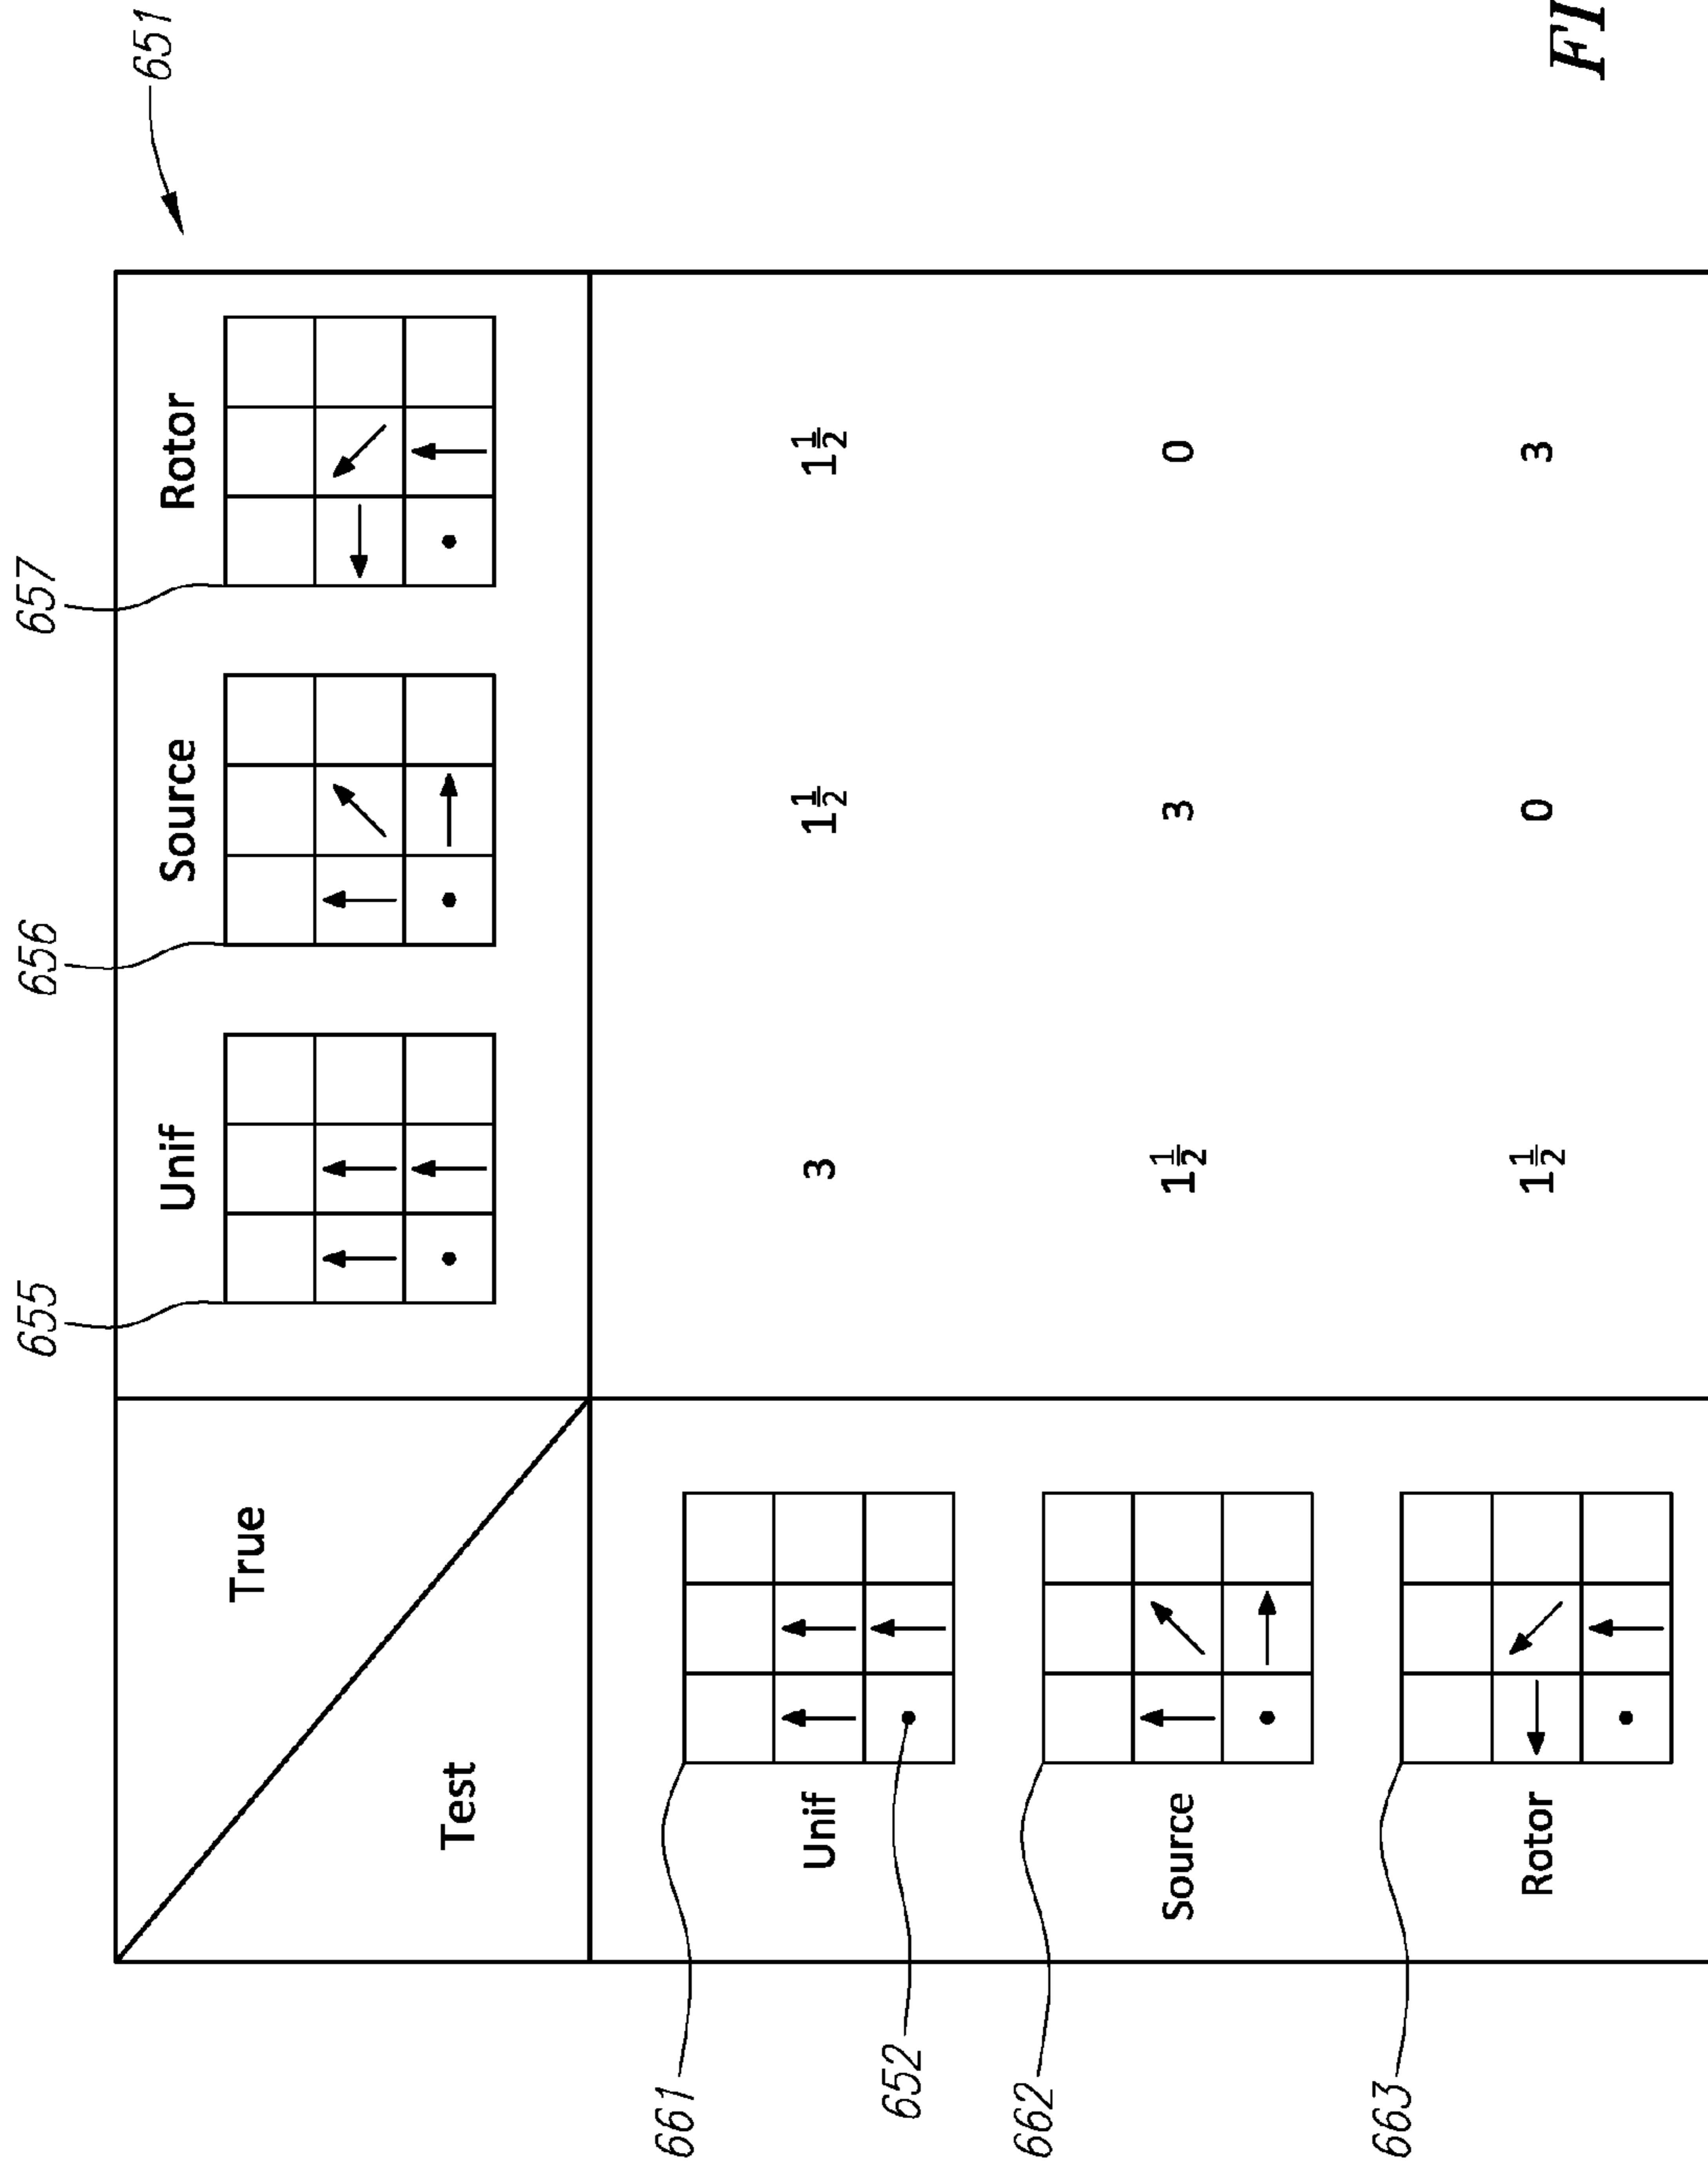 655 656 657
651
Unif Source Rotor
True
Test
661
Unif 3 1½ 1½
652
662
Source 1½ 3 0
663
Rotor 1½ 0 3
FI